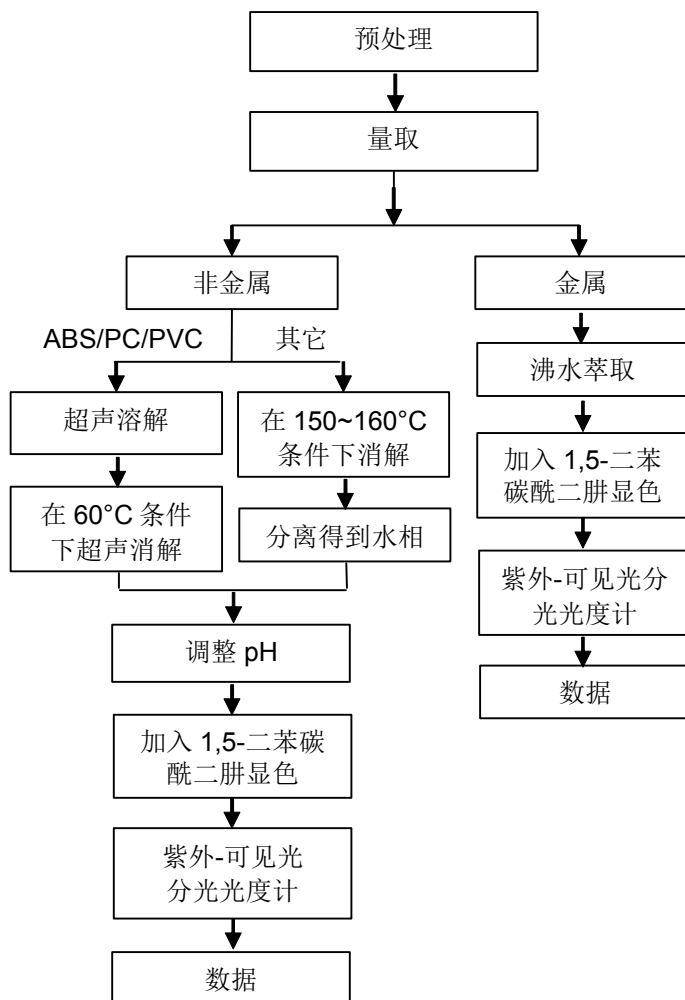 预处理
量取
非金属
金属
ABS/PC/PVC
其它
沸水萃取
超声溶解
在 150~160°C
条件下消解
加入 1,5-二苯
碳酰二肼显色
在 60°C 条件
下超声消解
分离得到水相
紫外-可见光分
光光度计
调整 pH
数据
加入 1,5-二苯碳
酰二肼显色
紫外-可见光
分光光度计
数据